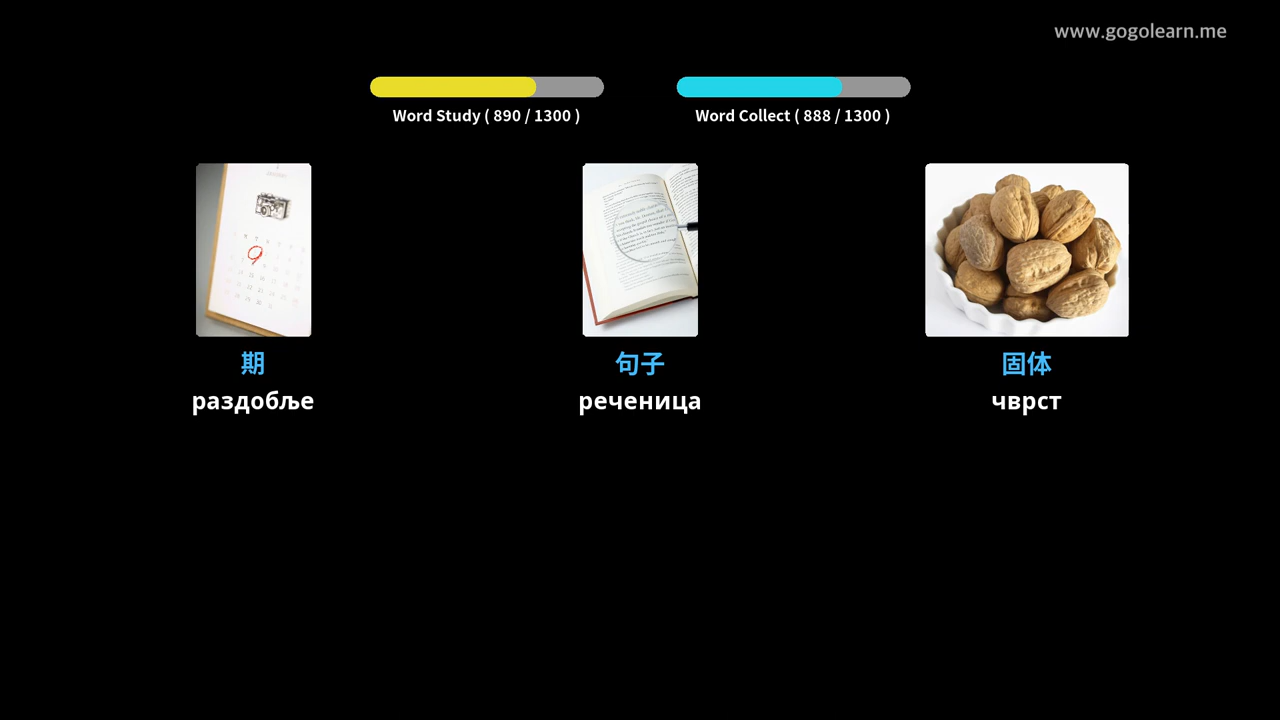 www.gogolearn.me
Word Study ( 890 / 1300 )
Word Collect ( 888 / 1300 )
期
句子
固体
раздобље
реченица
чврст